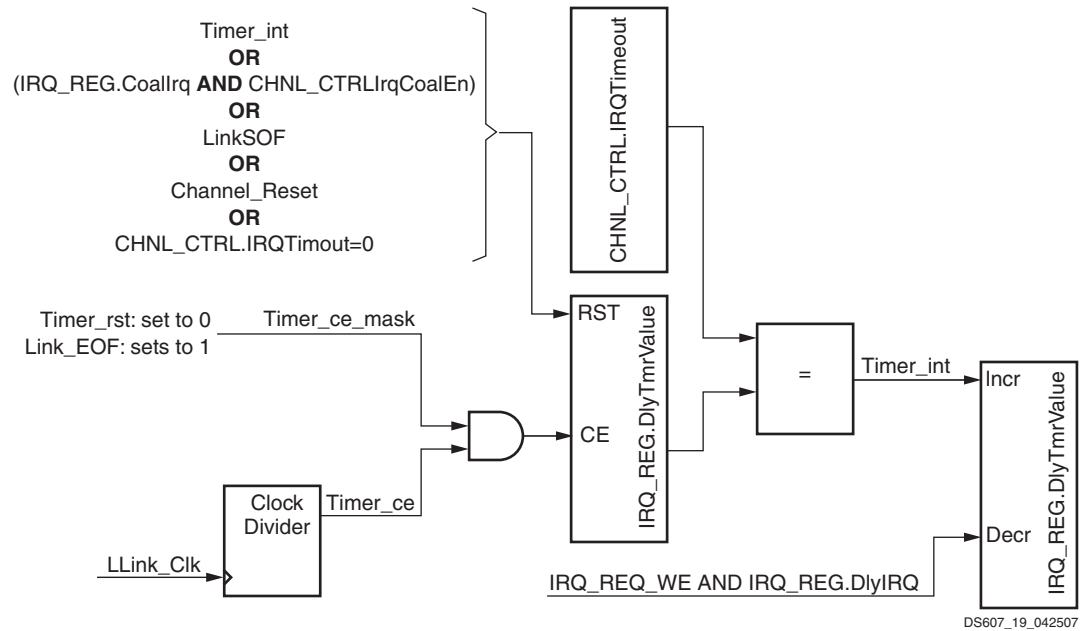 Timer_int
OR
(IRQ_REG.CoalIrq AND CHNL_CTRLIrqCoalEn)
OR
LinkSOF
OR
Channel_Reset
OR
CHNL_CTRL.IRQTimout=0
CHNL_CTRL.IRQTimeout
Timer_rst: set to 0
Link_EOF: sets to 1
Timer_ce_mask
RST
CE
IRQ_REG.DlyTmrValue
=
Timer_int
Incr
Decr
IRQ_REG.DlyTmrValue
Clock
Divider
Timer_ce
LLink_Clk
IRQ_REQ_WE AND IRQ_REG.DlyIRQ
DS607_19_042507